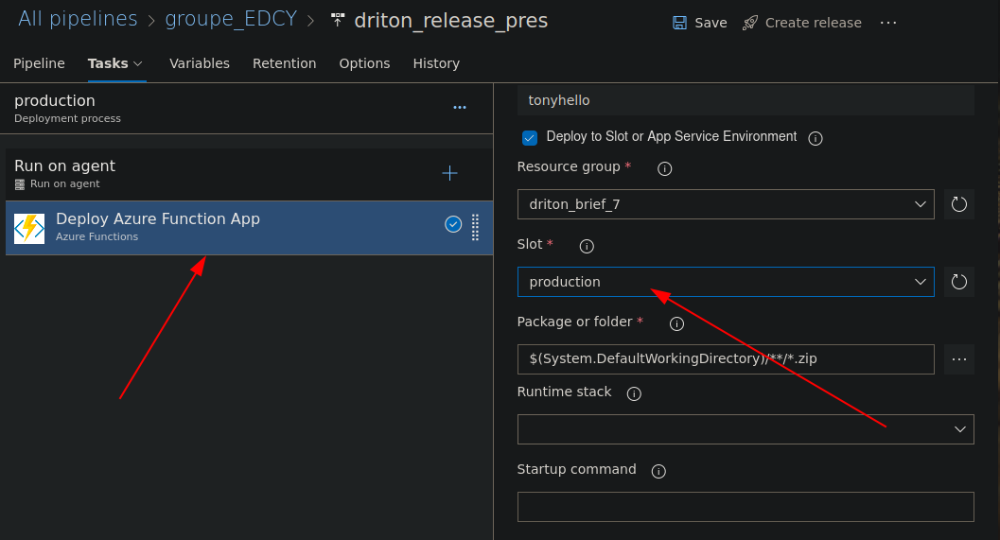 All pipelines > groupe_EDCY > driton_release_pres
Save Create release ...
Pipeline Tasks Variables Retention Options History
production
Deployment process
...
Run on agent
Run on agent
Deploy Azure Function App
Azure Functions
tonyhello
Deploy to Slot or App Service Environment
Resource group *
driton_brief_7
Slot *
production
Package or folder *
$(System.DefaultWorkingDirectory)/**/*.zip
...
Runtime stack
Startup command